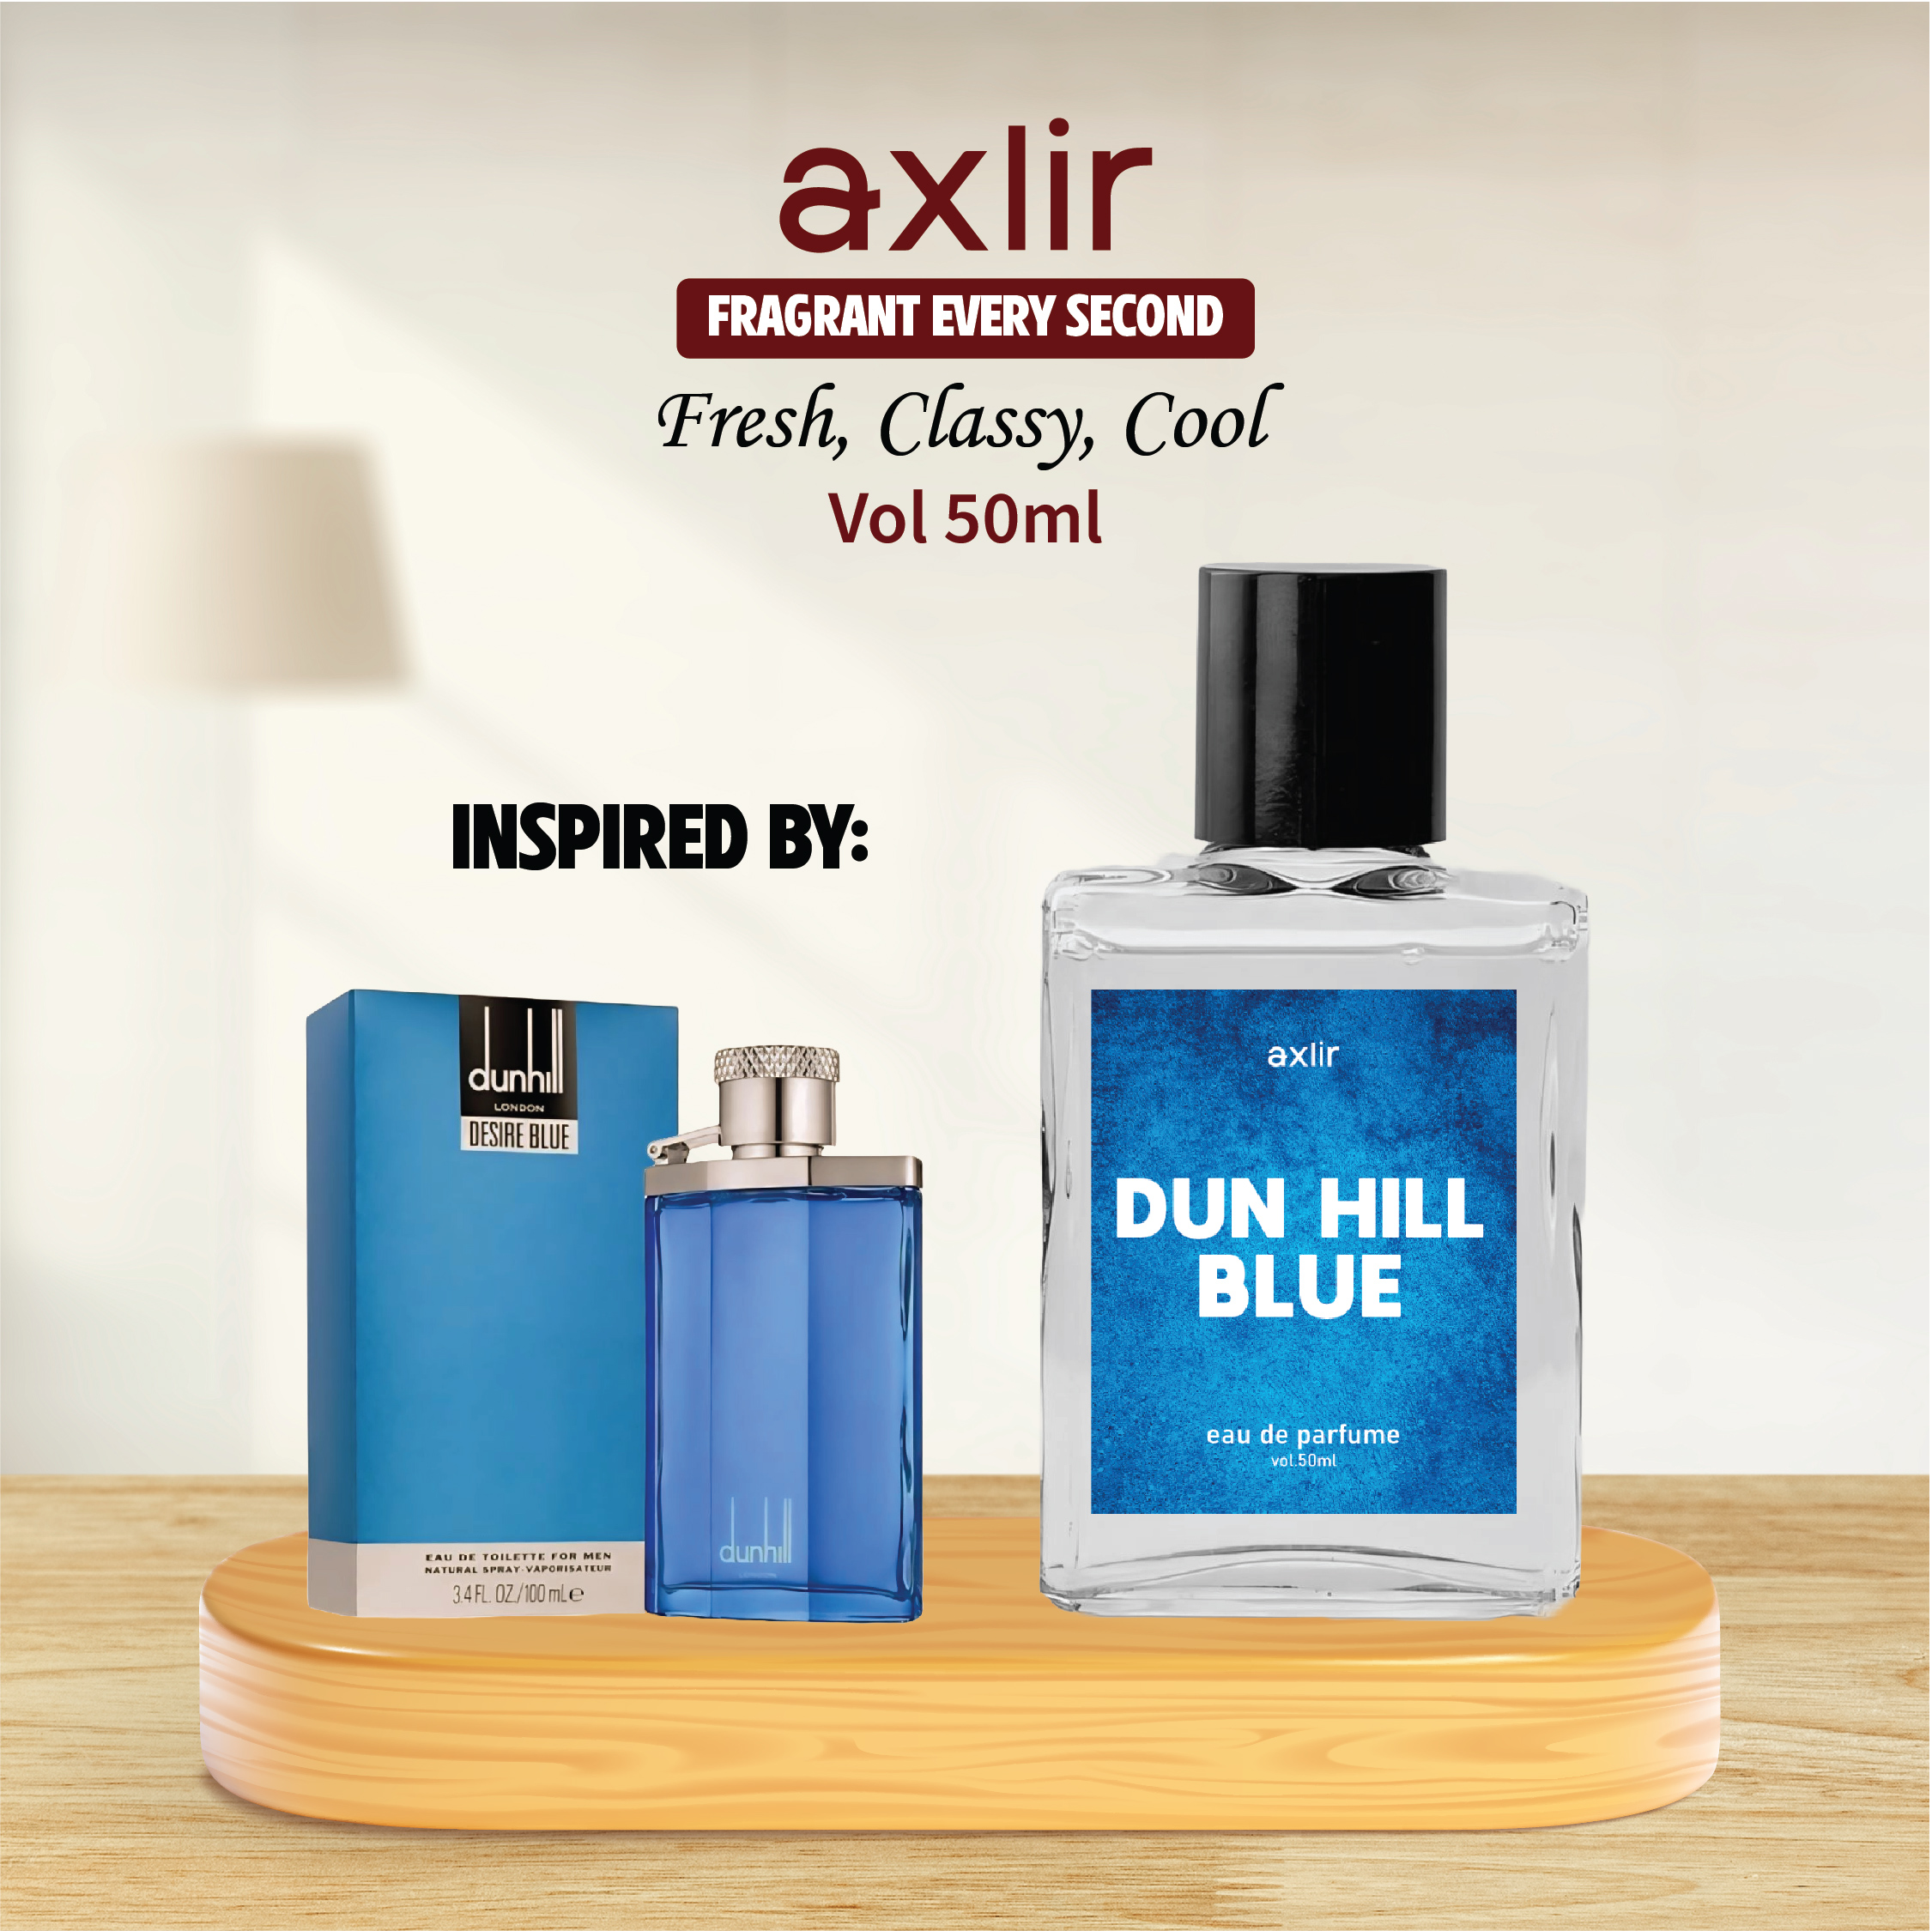 axlir
FRAGRANT EVERY SECOND
Fresh, Classy, Cool
Vol 50ml
INSPIRED BY:
dunhill
LONDON
DESIRE BLUE
EAU DE TOILETTE FOR MEN
NATURAL SPRAY-VAPORISATEUR
3.4 FL. OZ./100 mL e
dunhill
LONDON
axlir
DUN HILL
BLUE
eau de parfume
vol.50ml